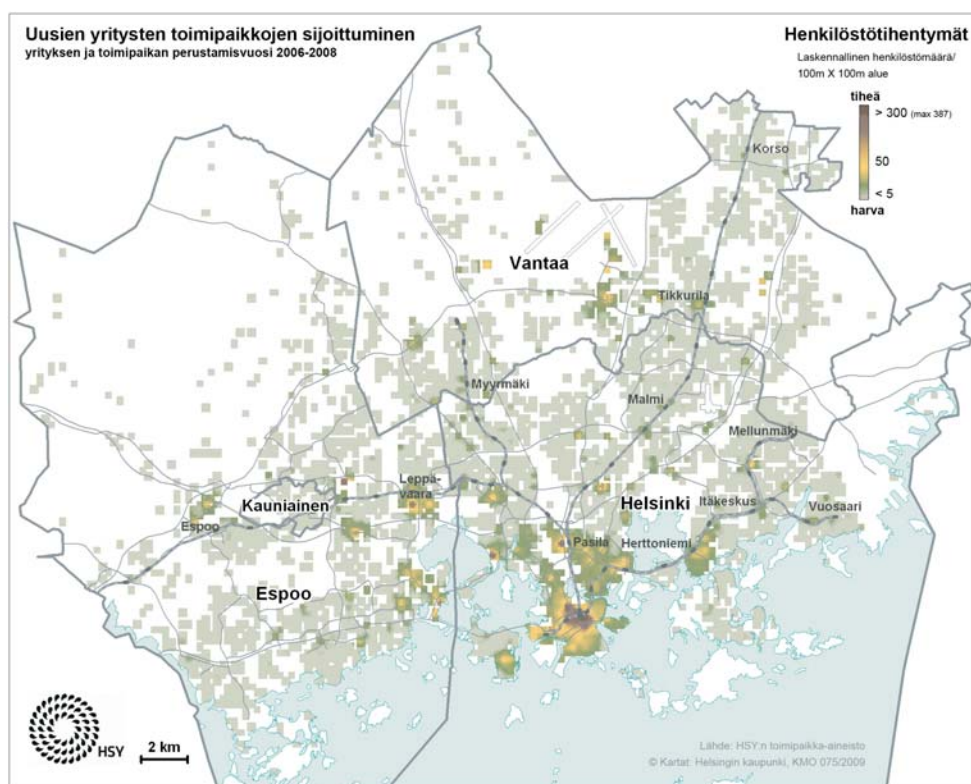 Uusien yritysten toimipaikkojen sijoittuminen
yrityksen ja toimipaikan perustamisvuosi 2006-2008
Henkilöstötihentymät
Laskennallinen henkilöstömäärä/
100m X 100m alue
tiheä
> 300 (max 387)
50
< 5
harva
Korso
Vantaa
Tikkurila
Myyrmäki
Malmi
Mellunmäki
Leppä-
vaara
Kauniainen
Helsinki
Itäkeskus
Vuosaari
Espoo
Pasila
Herttoniemi
Espoo
HSY
2 km
Lähde: HSY:n toimipaikka-aineisto
© Kartat: Helsingin kaupunki, KMO 075/2009